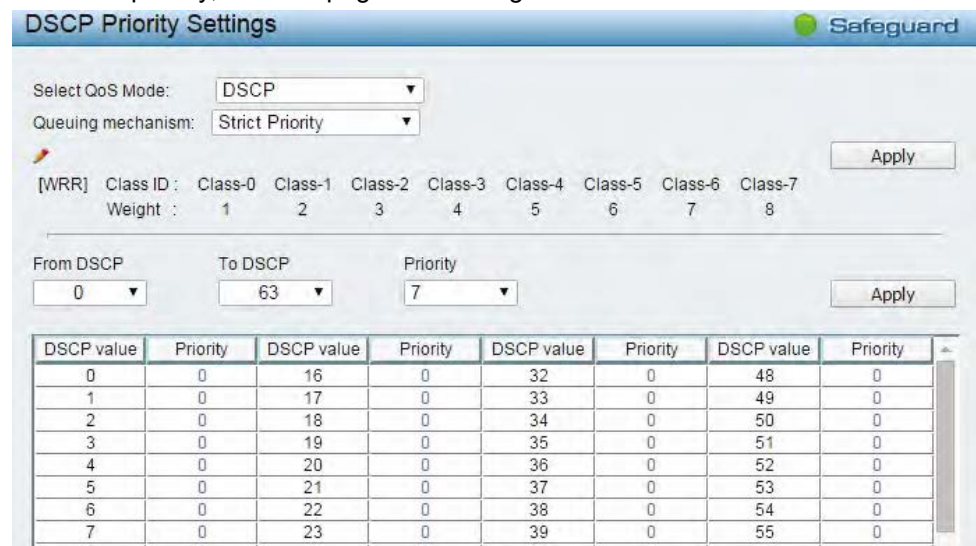 DSCP Priority Settings Safeguard
Select QoS Mode: DSCP
Queuing mechanism: Strict Priority
Apply
[WRR] Class ID : Class-0 Class-1 Class-2 Class-3 Class-4 Class-5 Class-6 Class-7
Weight : 1 2 3 4 5 6 7 8
From DSCP To DSCP Priority
0 63 7 Apply
DSCP value Priority DSCP value Priority DSCP value Priority DSCP value Priority
0 0 16 0 32 0 48 0
1 0 17 0 33 0 49 0
2 0 18 0 34 0 50 0
3 0 19 0 35 0 51 0
4 0 20 0 36 0 52 0
5 0 21 0 37 0 53 0
6 0 22 0 38 0 54 0
7 0 23 0 39 0 55 0